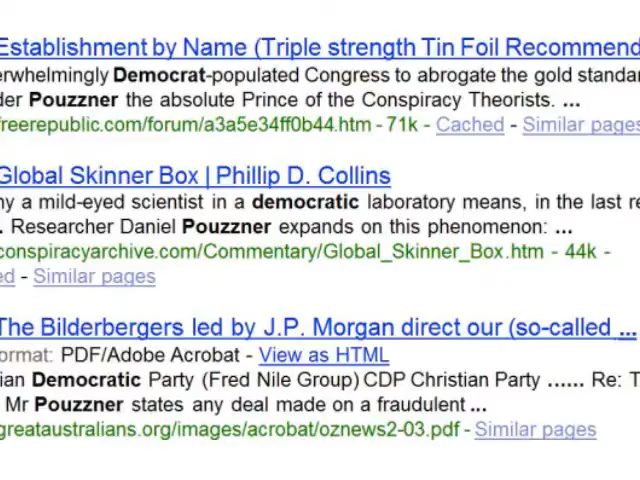 Establishment by Name (Triple strength Tin Foil Recommend
erwhelmingly Democrat-populated Congress to abrogate the gold standar
der Pouzzner the absolute Prince of the Conspiracy Theorists. ...
freerepublic.com/forum/a3a5e34ff0b44.htm - 71k - Cached - Similar pages
Global Skinner Box | Phillip D. Collins
hy a mild-eyed scientist in a democratic laboratory means, in the last re
. Researcher Daniel Pouzzner expands on this phenomenon: ...
conspiracyarchive.com/Commentary/Global_Skinner_Box.htm - 44k -
ed - Similar pages
The Bilderbergers led by J.P. Morgan direct our (so-called ...
ormat: PDF/Adobe Acrobat - View as HTML
ian Democratic Party (Fred Nile Group) CDP Christian Party ...... Re: T
Mr Pouzzner states any deal made on a fraudulent ...
greataustralians.org/images/acrobat/oznews2-03.pdf - Similar pages